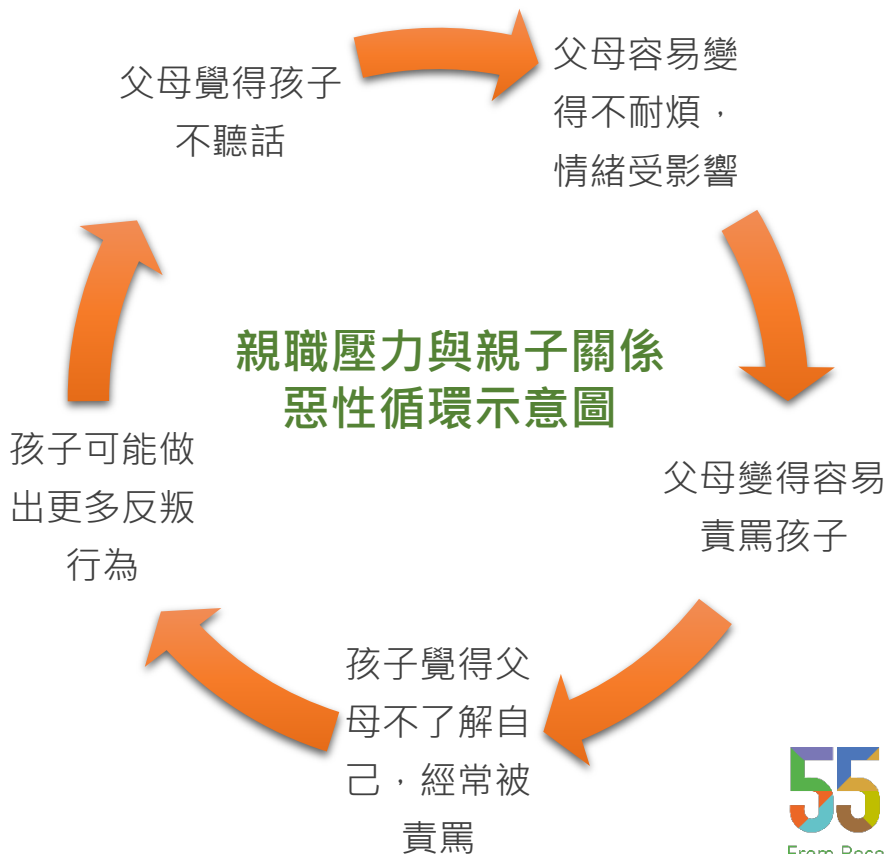 父母覺得孩子
不聽話
父母容易變
得不耐煩，
情緒受影響
親職壓力與親子關係
惡性循環示意圖
父母變得容易
責罵孩子
孩子覺得父
母不了解自
己，經常被
責罵
孩子可能做
出更多反叛
行為
55